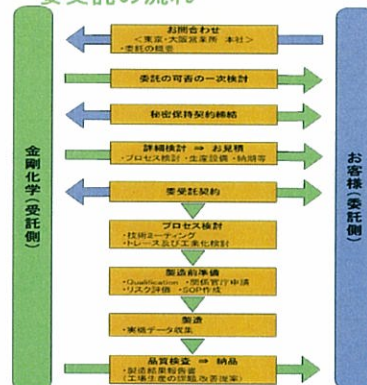 委受託の流れ
お問合わせ
＜東京・大阪営業所 本社＞
・委託の概要
委託の可否の一次検討
秘密保持契約締結
詳細検討 ⇒ お見積
・プロセス検討・生産設備・納期等
委受託契約
プロセス検討
・技術ミーティング
・トレース及び工業化検討
製造前準備
・Qualification ・関係官庁申請
・リスク評価 ・SOP作成
製造
・実機データ収集
品質検査 ⇒ 納品
・製造結果報告書
(工場生産の課題、改善提案)
金剛化学(受託側)
お客様(委託側)